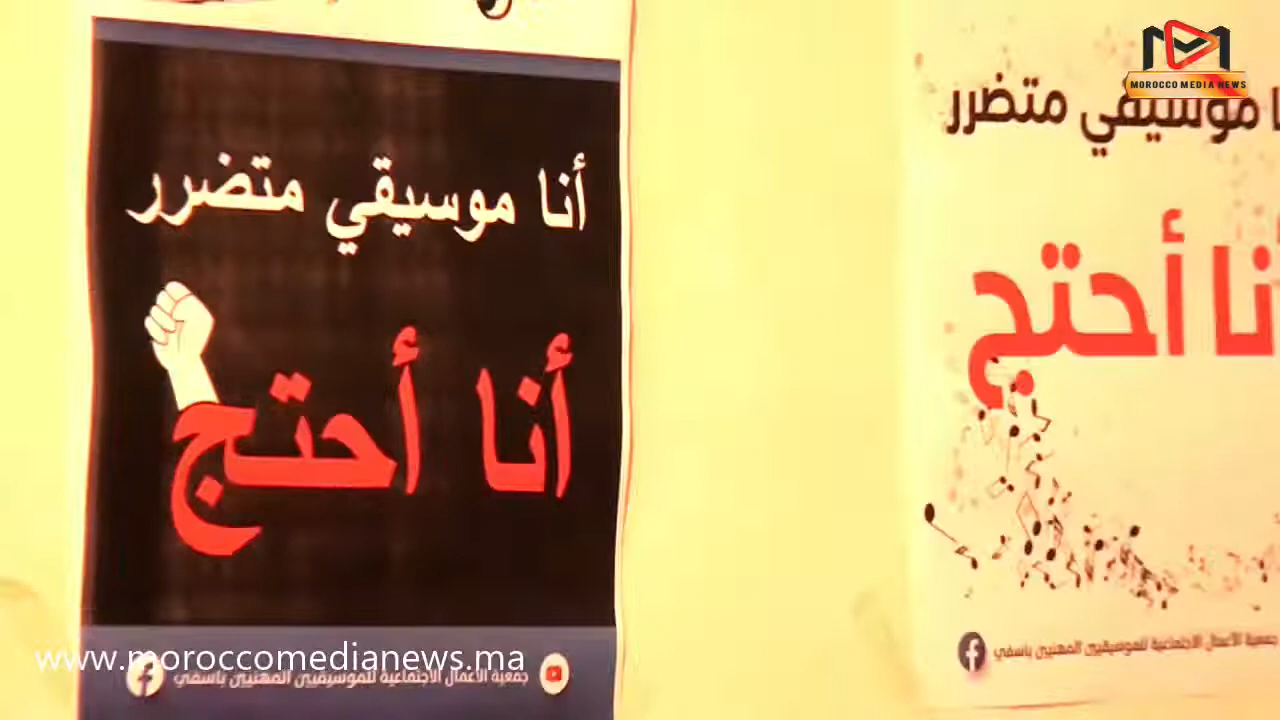 أنا موسيقي متضرر
أنا أحتج
جمعية الأعمال الاجتماعية للموسيقيين المهنيين باسفي
موسيقي متضرر
أنا أحتج
جمعية الأعمال الاجتماعية للموسيقيين المهنيين باسفي
MOROCCO MEDIA NEWS
www.moroccomedianews.ma